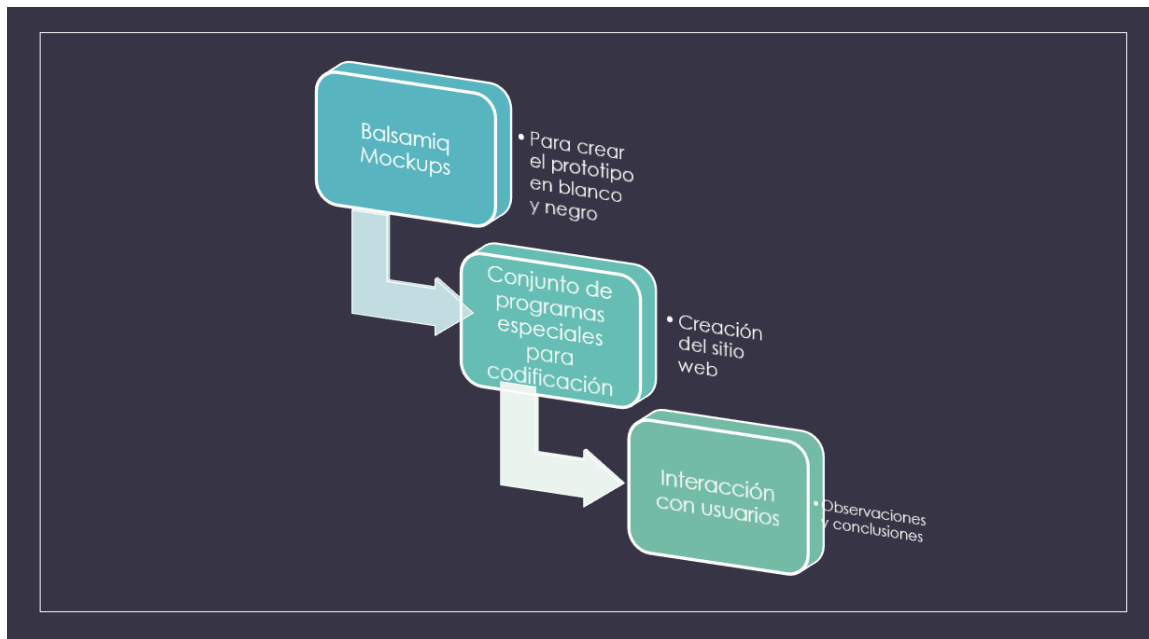 Balsamiq
Mockups
• Para crear
el prototipo
en blanco
y negro
Conjunto de
programas
especiales
para
codificación
• Creación
del sitio
web
Interacción
con usuarios
• Observaciones
y conclusiones